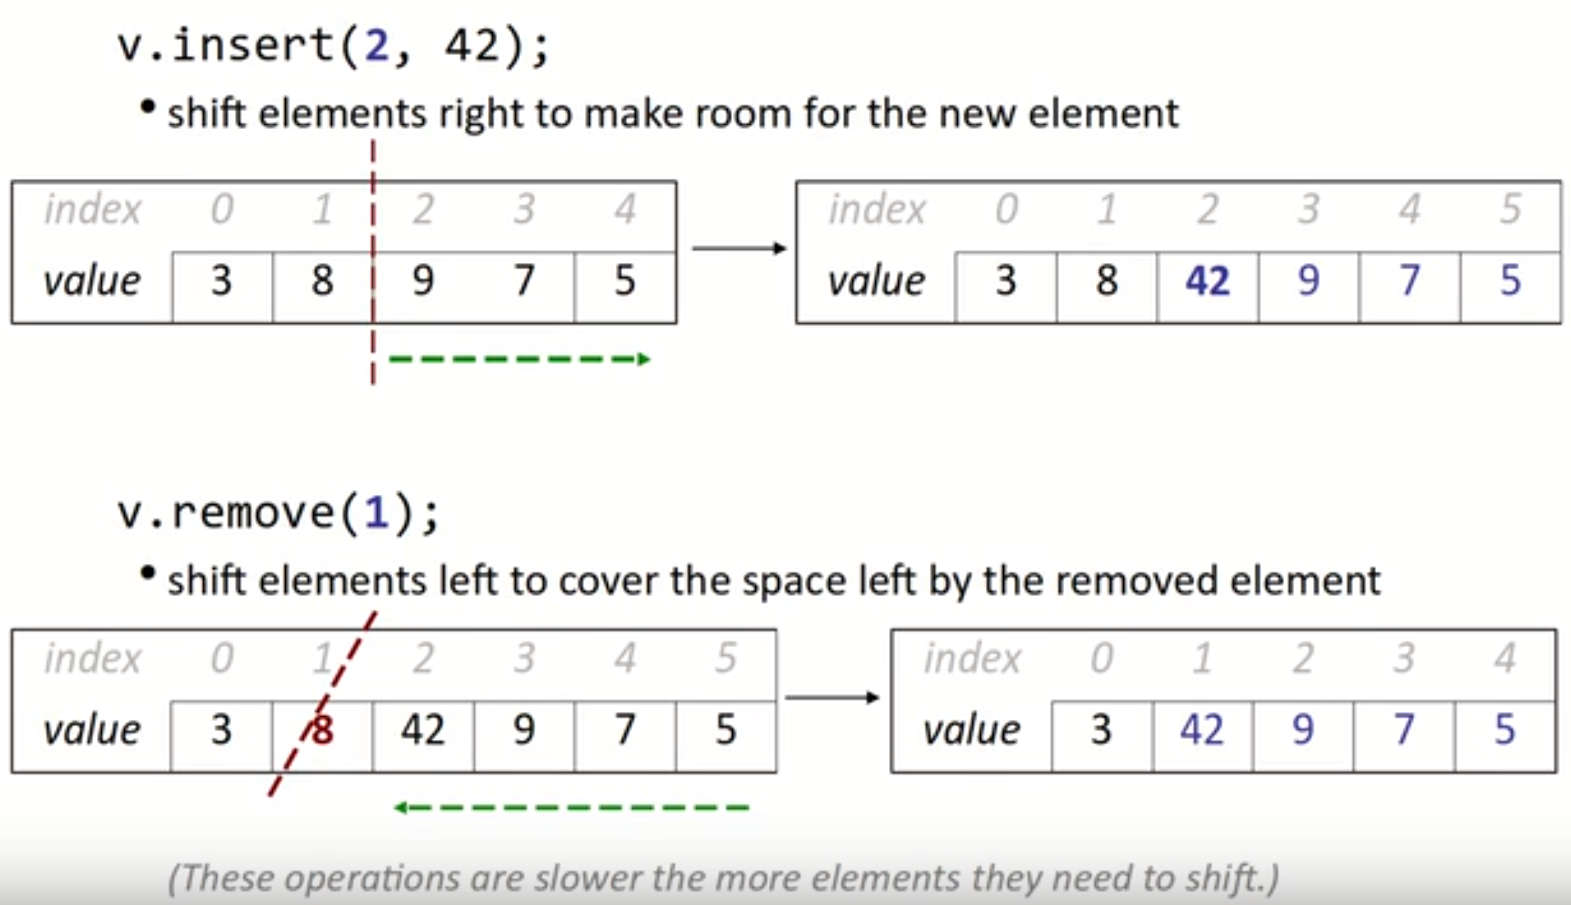 v.insert(2, 42);
• shift elements right to make room for the new element
index 0 1 2 3 4
value 3 8 9 7 5
index 0 1 2 3 4 5
value 3 8 42 9 7 5
v.remove(1);
• shift elements left to cover the space left by the removed element
index 0 1 2 3 4 5
value 3 8 42 9 7 5
index 0 1 2 3 4
value 3 42 9 7 5
(These operations are slower the more elements they need to shift.)